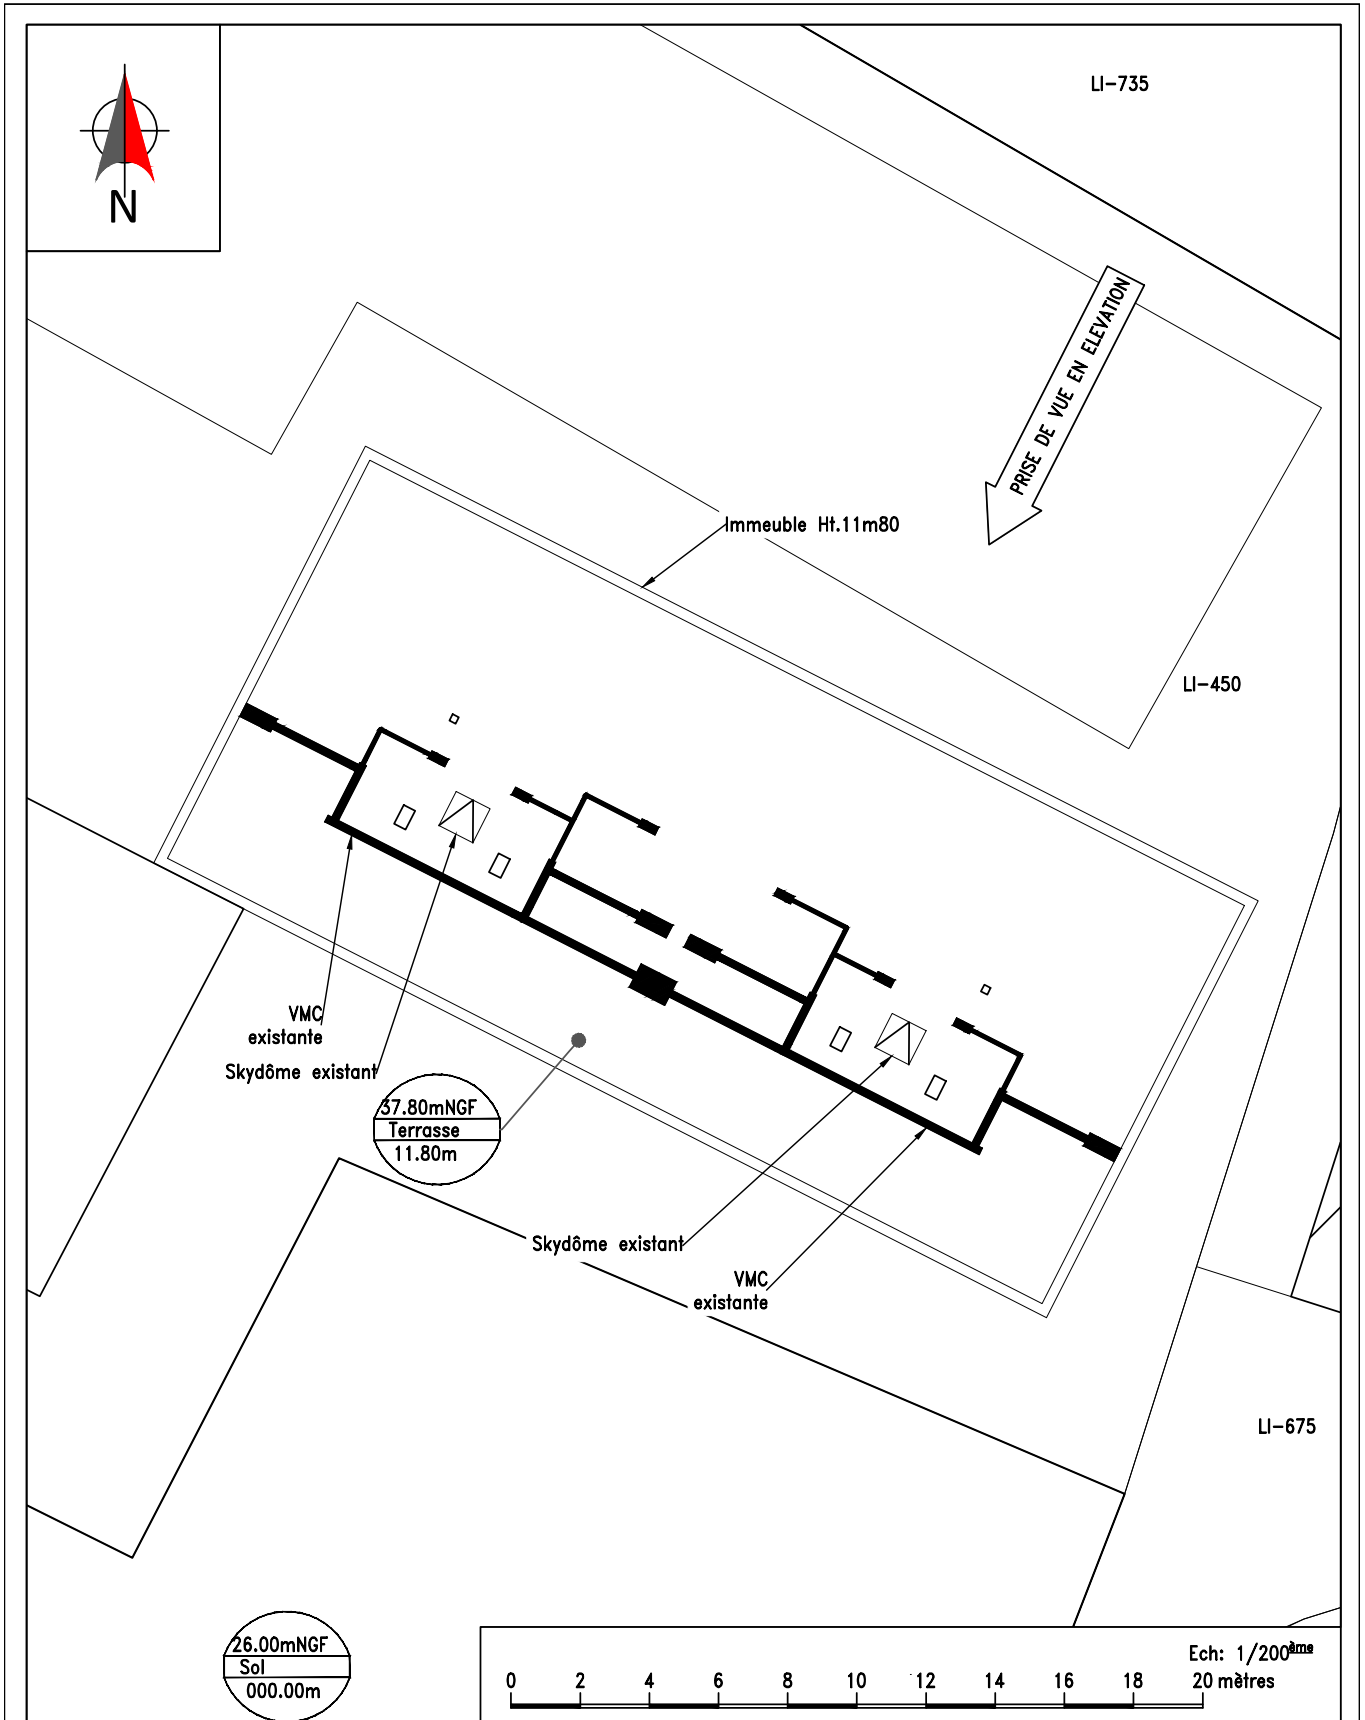 LI-735
N
PRISE DE VUE EN ELEVATION
Immeuble Ht.11m80
LI-450
VMC
existante
Skydôme existant
37.80mNGF
Terrasse
11.80m
Skydôme existant
VMC
existante
LI-675
26.00mNGF
Sol
000.00m
Ech: 1/200ème
0 2 4 6 8 10 12 14 16 18 20 mètres